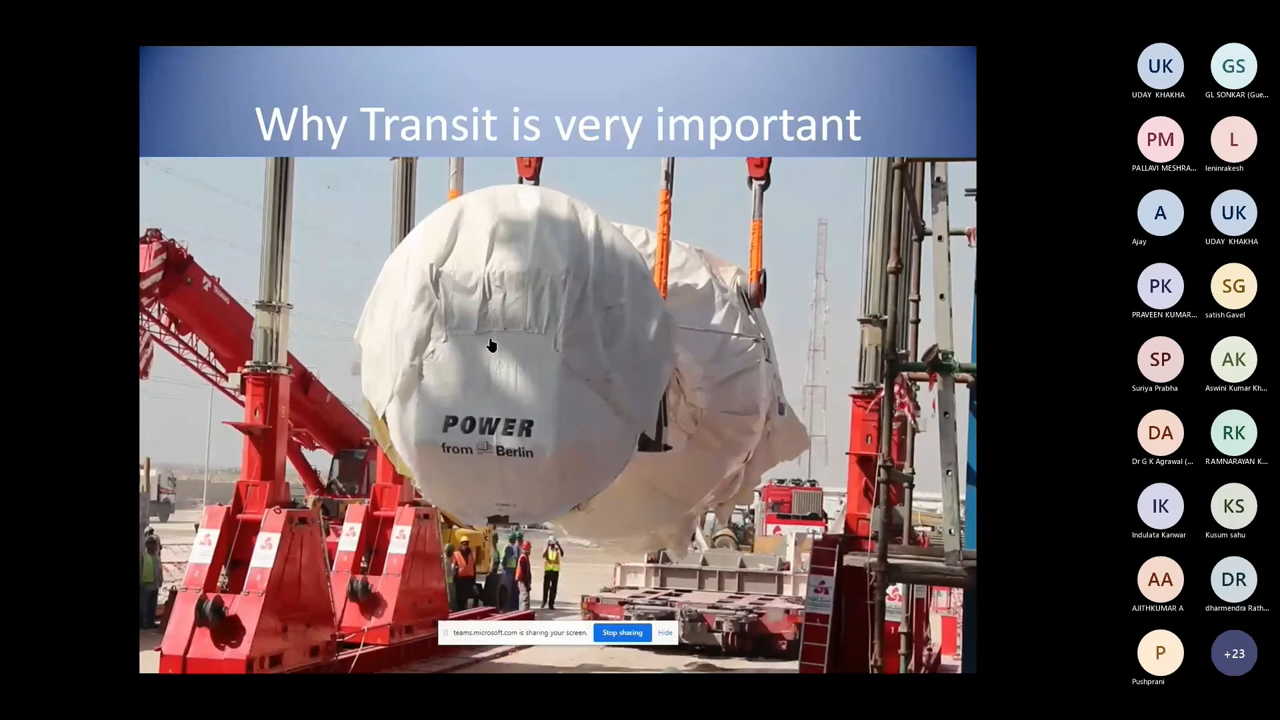 Why Transit is very important
POWER
from Berlin
teams.microsoft.com is sharing your screen.
Stop sharing
Hide
UK
UDAY KHAKHA
GS
GL SONKAR (Gue...
PM
PALLAVI MESHRA...
L
leninrakesh
A
Ajay
UK
UDAY KHAKHA
PK
PRAVEEN KUMAR...
SG
satish Gavel
SP
Suriya Prabha
AK
Aswini Kumar Kh...
DA
Dr G K Agrawal (...
RK
RAMNARAYAN K...
IK
Indulata Kanwar
KS
Kusum sahu
AA
AJITHKUMAR A
DR
dharmendra Rath...
P
Pushprani
+23